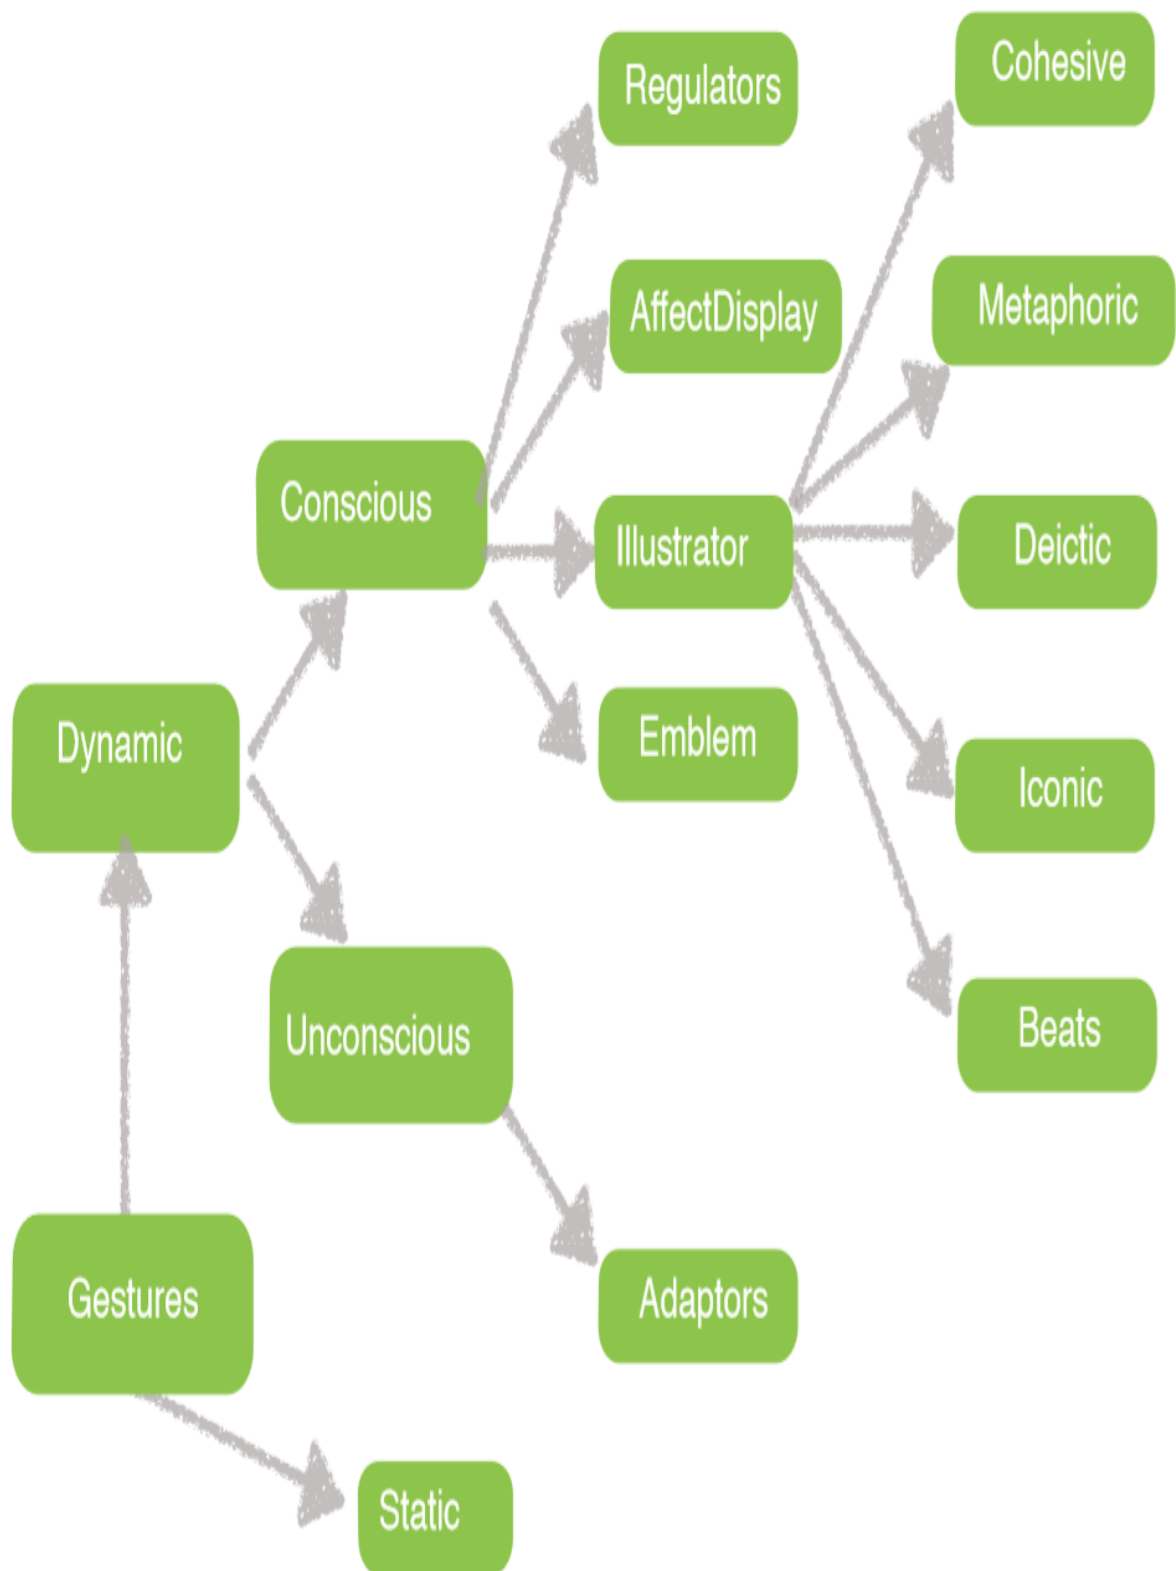 Cohesive
Regulators
Metaphoric
AffectDisplay
Conscious
Illustrator
Deictic
Dynamic
Emblem
Iconic
Unconscious
Beats
Gestures
Adaptors
Static